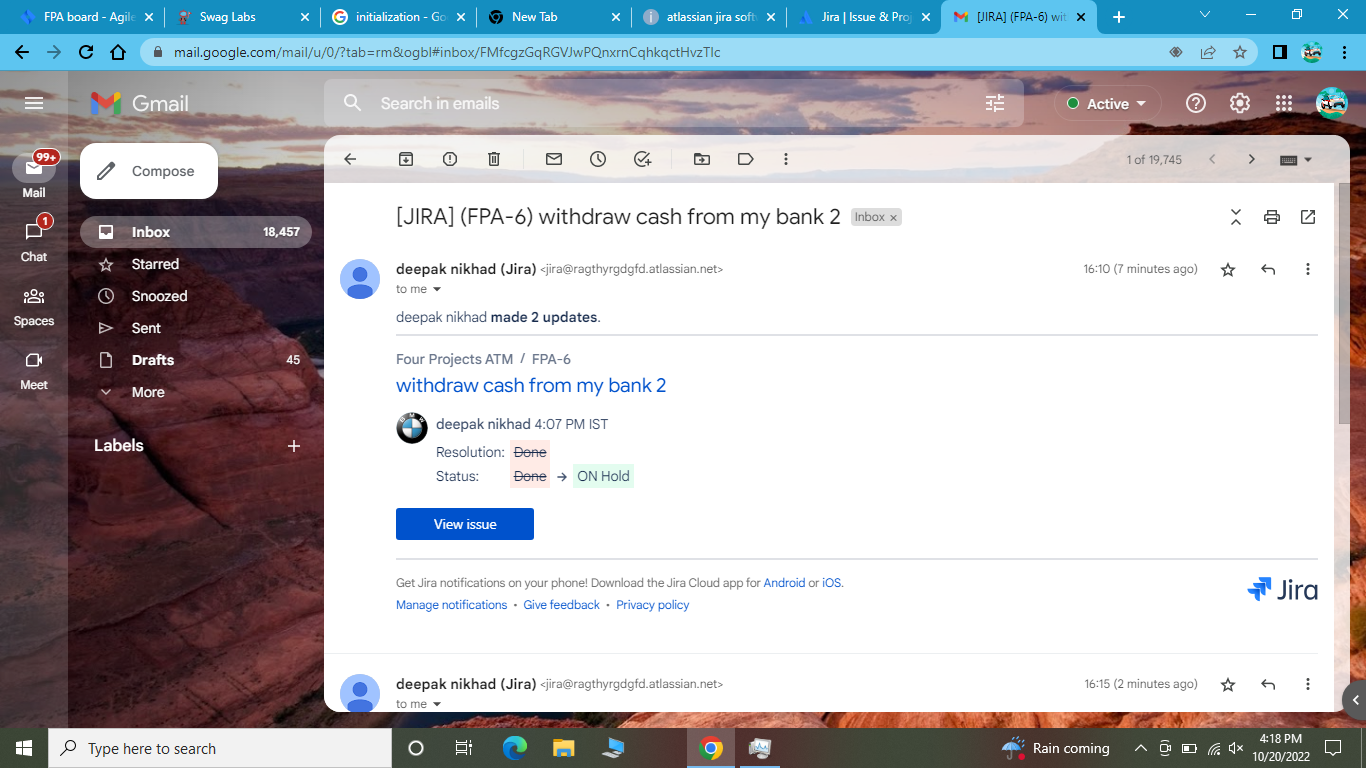 FPA board - Agile
Swag Labs
initialization - Go
New Tab
atlassian jira soft
Jira | Issue & Proj
[JIRA] (FPA-6) wit
mail.google.com/mail/u/0/?tab=rm&ogbl#inbox/FMfcgzGqRGVJwPQnxrnCqhkqctHvzTlc
Gmail
Search in emails
Active
99+
Mail
1
Chat
Spaces
Meet
Compose
Inbox 18,457
Starred
Snoozed
Sent
Drafts 45
More
Labels
1 of 19,745
[JIRA] (FPA-6) withdraw cash from my bank 2 Inbox x
deepak nikhad (Jira) <jira@ragthyrgdgfd.atlassian.net> 16:10 (7 minutes ago)
to me
deepak nikhad made 2 updates.
Four Projects ATM / FPA-6
withdraw cash from my bank 2
deepak nikhad 4:07 PM IST
Resolution: Done
Status: Done → ON Hold
View issue
Get Jira notifications on your phone! Download the Jira Cloud app for Android or iOS.
Manage notifications • Give feedback • Privacy policy
Jira
deepak nikhad (Jira) <jira@ragthyrgdgfd.atlassian.net> 16:15 (2 minutes ago)
to me
Type here to search
Rain coming
4:18 PM
10/20/2022